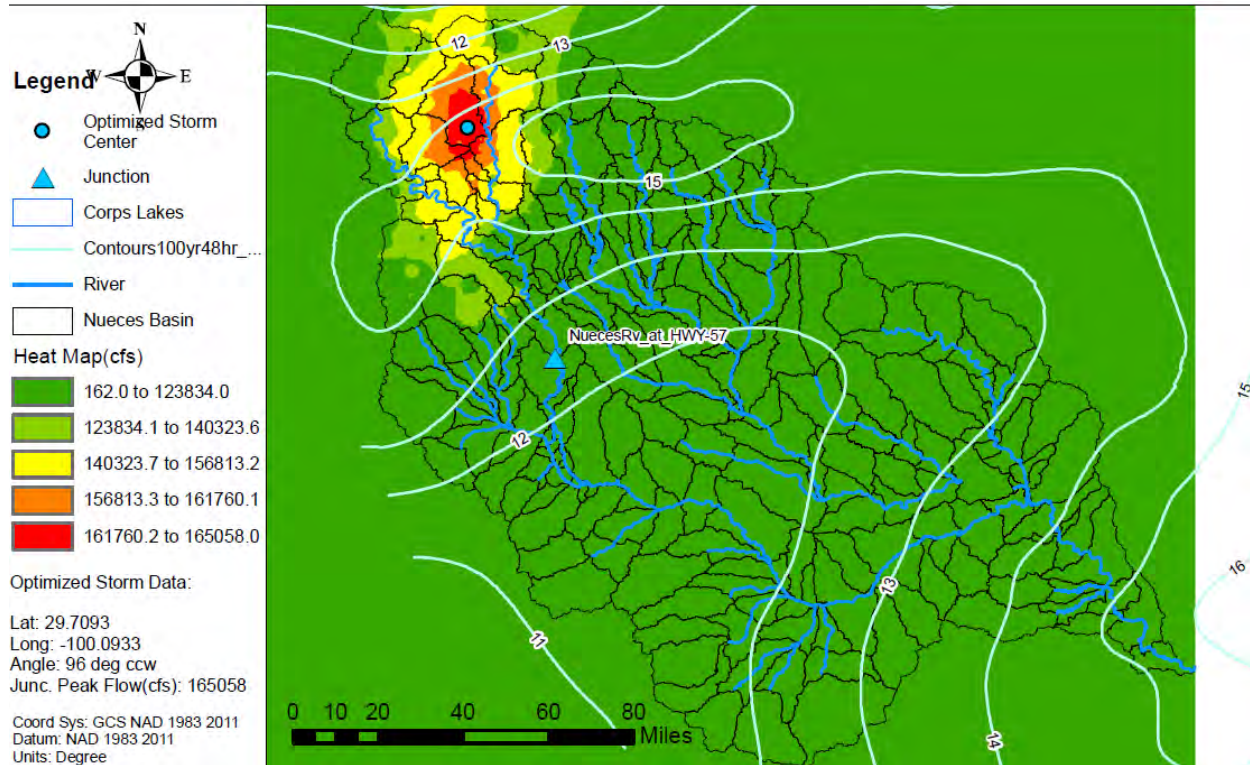 N
W
E
S
Legend
Optimized Storm
Center
Junction
Corps Lakes
Contours100yr48hr_...
River
Nueces Basin
Heat Map(cfs)
162.0 to 123834.0
123834.1 to 140323.6
140323.7 to 156813.2
156813.3 to 161760.1
161760.2 to 165058.0
Optimized Storm Data:
Lat: 29.7093
Long: -100.0933
Angle: 96 deg ccw
Junc. Peak Flow(cfs): 165058
Coord Sys: GCS NAD 1983 2011
Datum: NAD 1983 2011
Units: Degree
12
13
15
NuecesRv_at_HWY-57
12
15
16
13
11
14
0 10 20 40 60 80
Miles